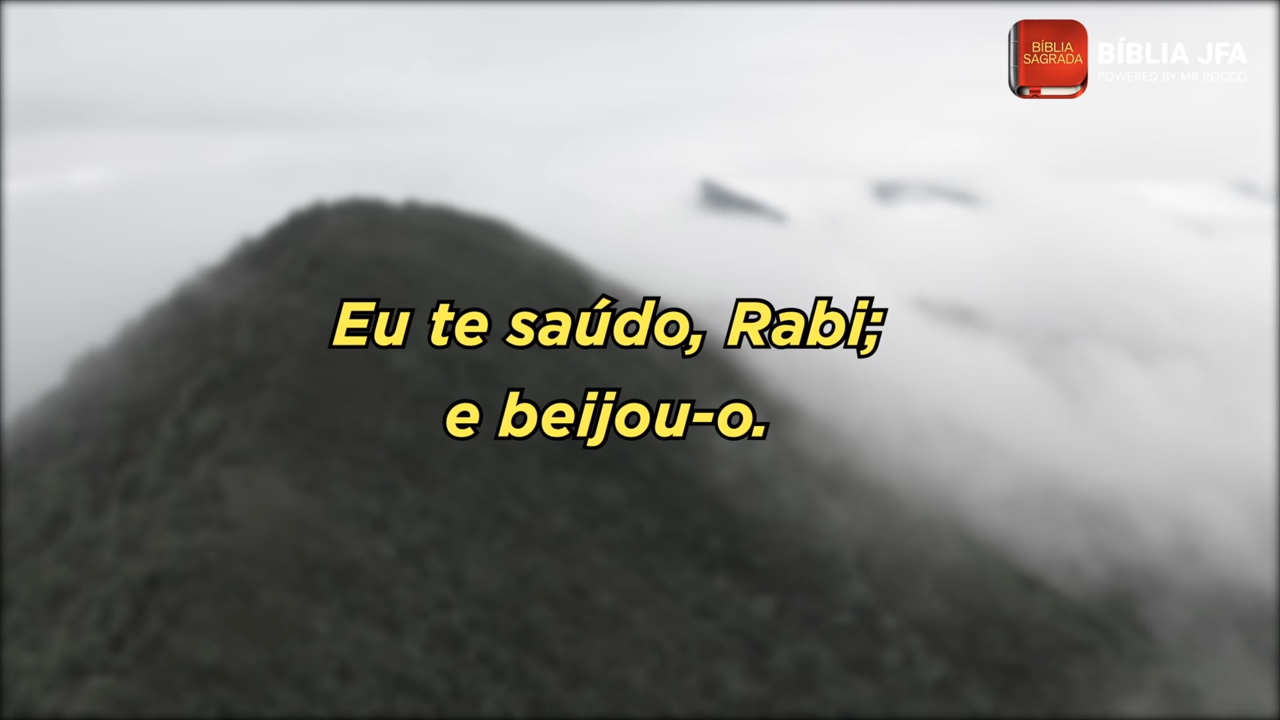 BÍBLIA
SAGRADA
BÍBLIA JFA
POWERED BY MR ROCCO
Eu te saúdo, Rabi;
e beijou-o.